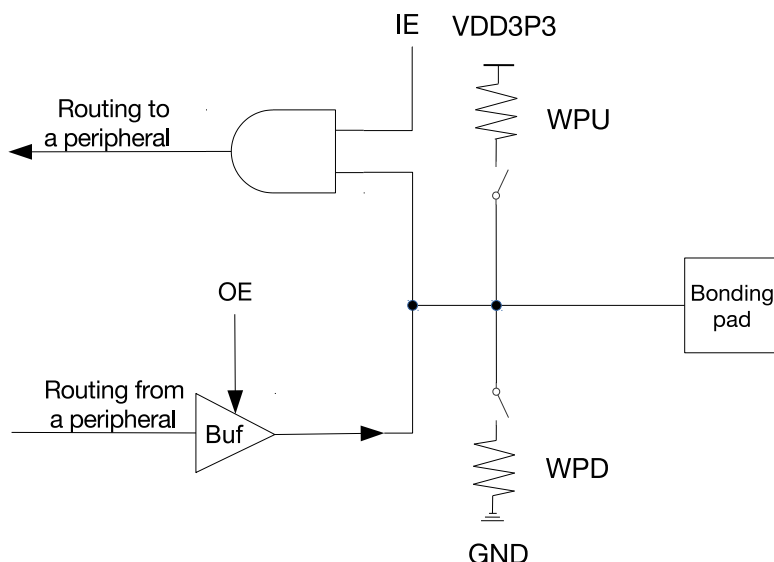 IE
VDD3P3
Routing to
a peripheral
WPU
OE
Bonding
pad
Routing from
a peripheral
Buf
WPD
GND